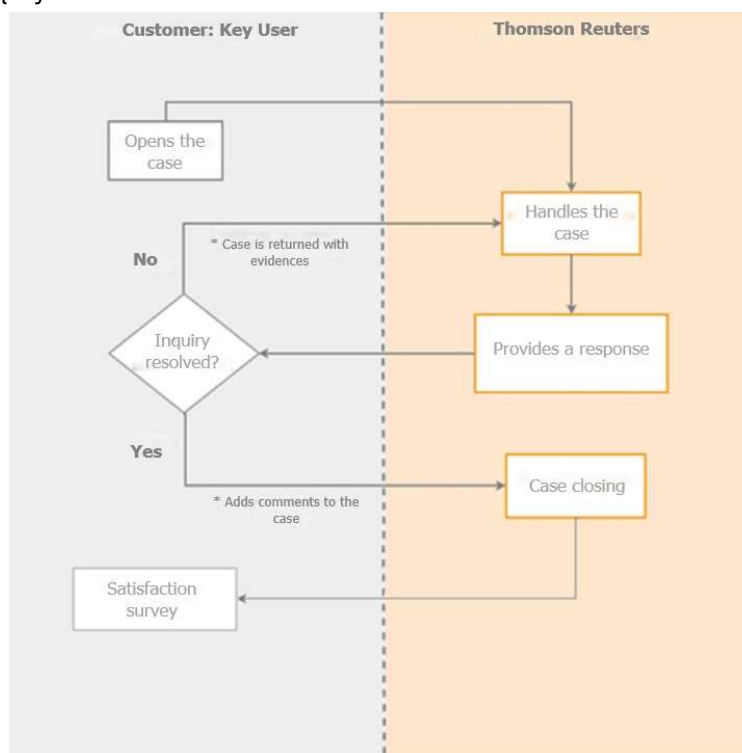 Customer: Key User
Thomson Reuters
Opens the
case
Handles the
case
* Case is returned with
evidences
No
Inquiry
resolved?
Provides a response
Yes
Case closing
* Adds comments to the
case
Satisfaction
survey